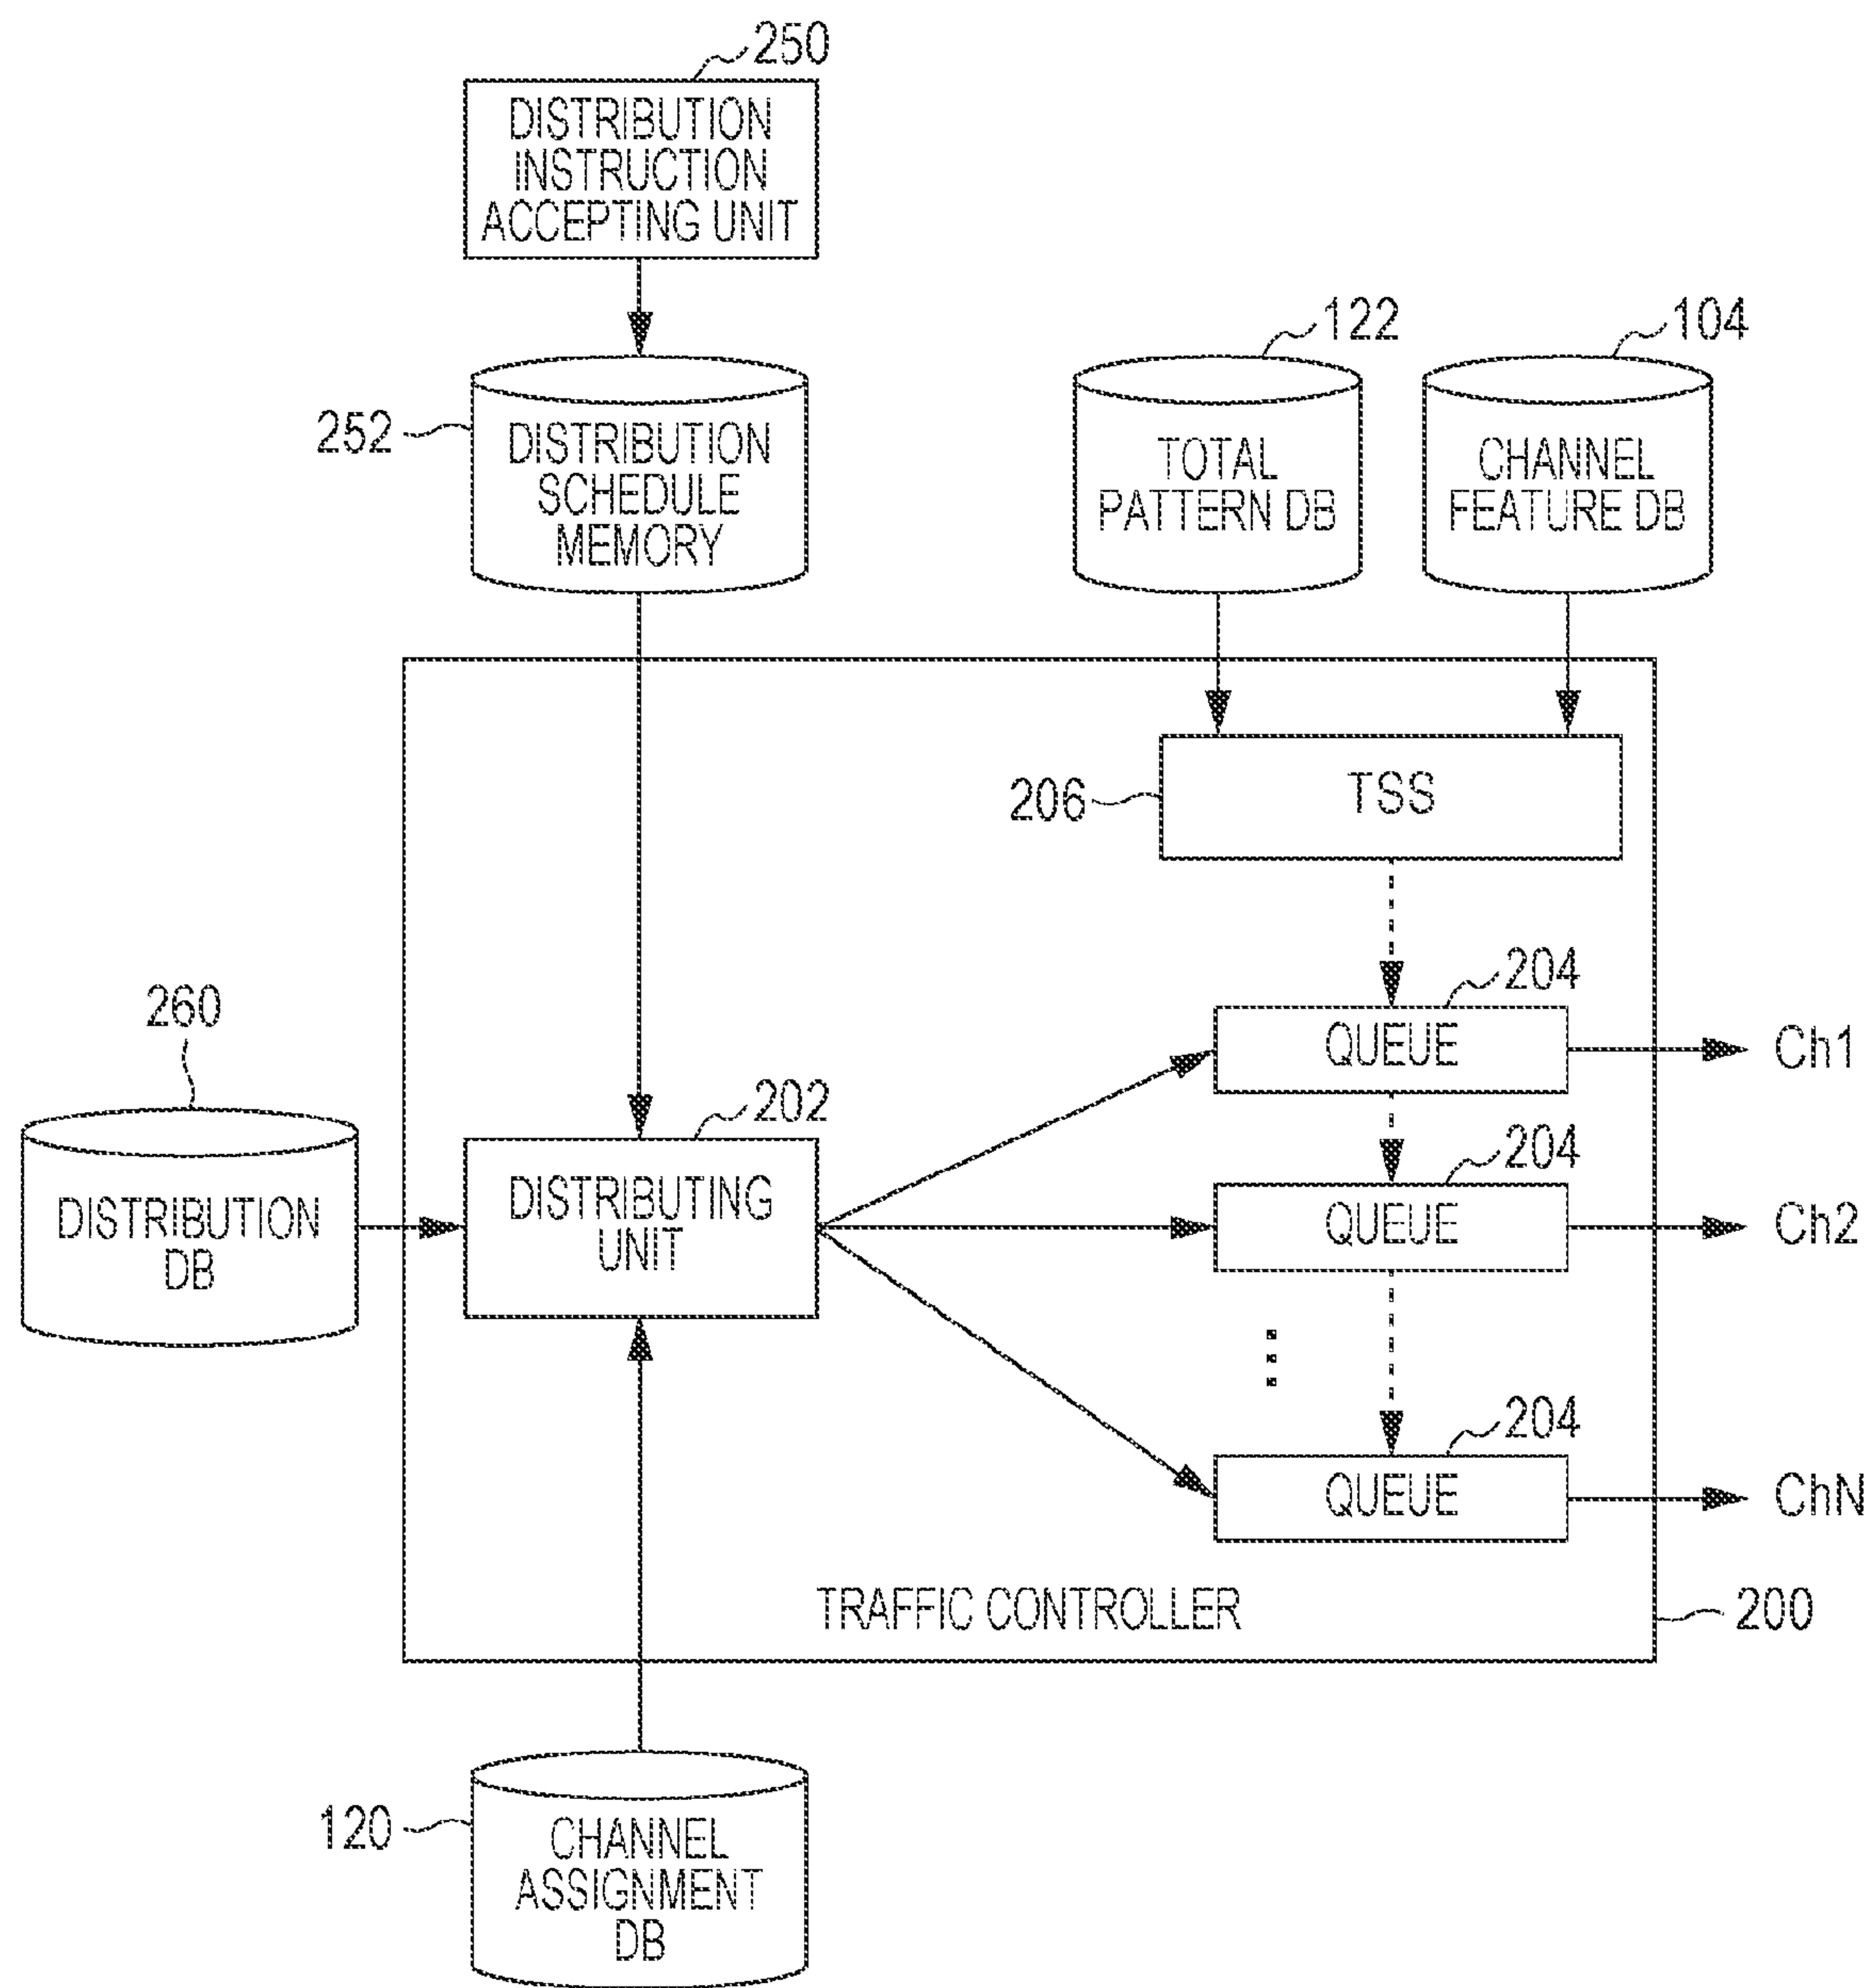 250
DISTRIBUTION
INSTRUCTION
ACCEPTING UNIT
122
104
252
DISTRIBUTION
SCHEDULE
MEMORY
TOTAL
PATTERN DB
CHANNEL
FEATURE DB
206
TSS
260
204
QUEUE
Ch1
DISTRIBUTION
DB
202
DISTRIBUTING
UNIT
204
QUEUE
Ch2
204
QUEUE
ChN
TRAFFIC CONTROLLER
200
120
CHANNEL
ASSIGNMENT
DB